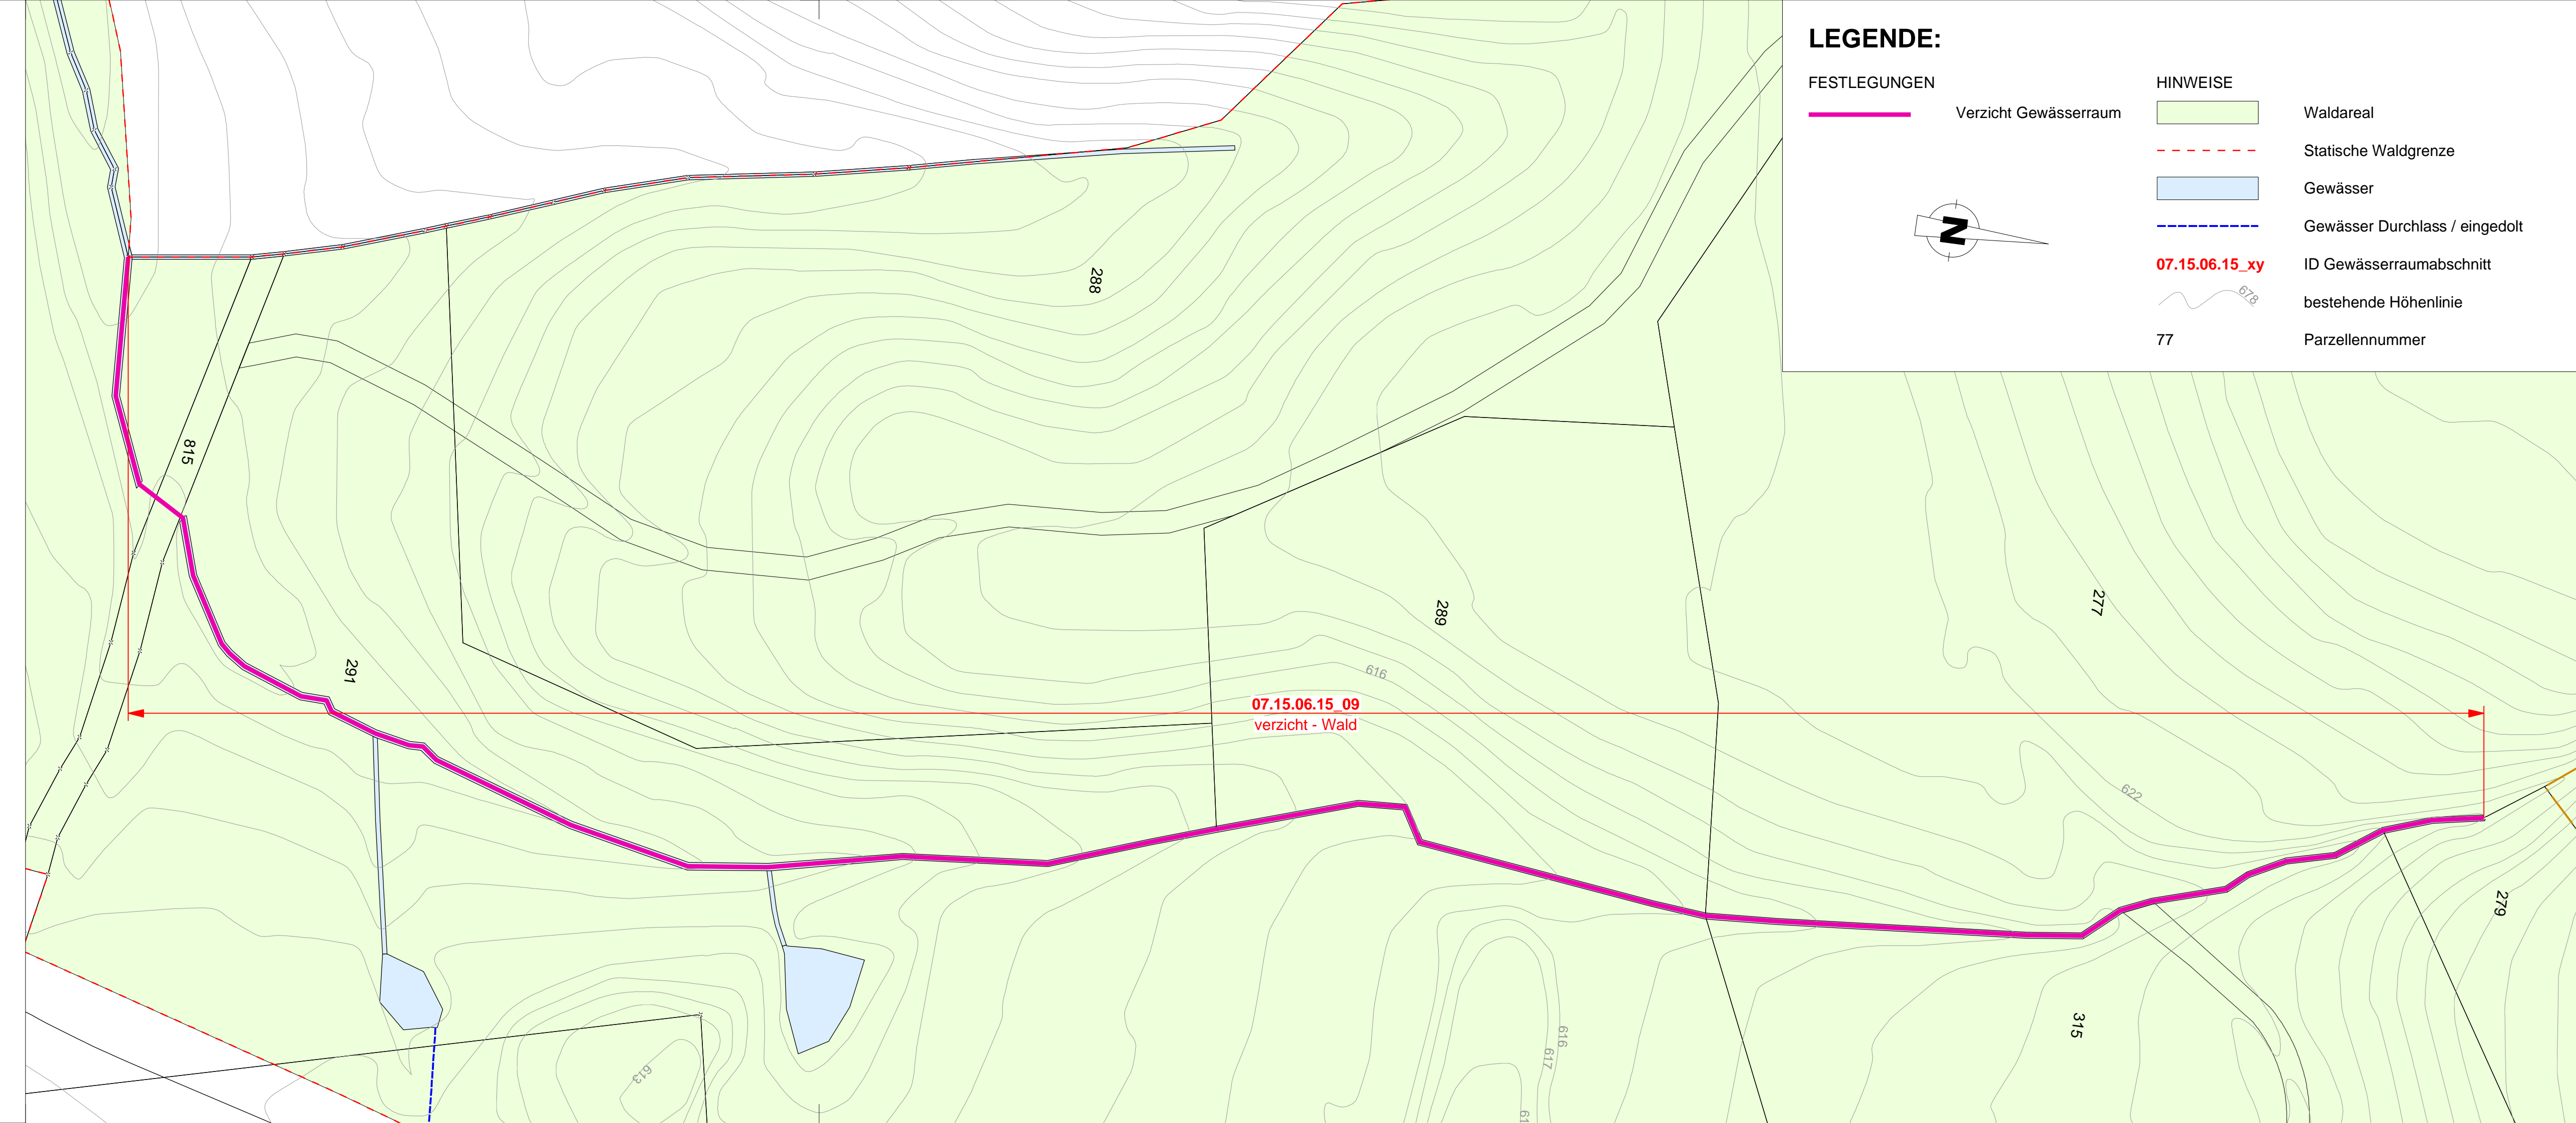 LEGENDE:
FESTLEGUNGEN
HINWEISE
Verzicht Gewässerraum
Waldareal
Statische Waldgrenze
Gewässer
Gewässer Durchlass / eingedolt
07.15.06.15_xy
ID Gewässerraumabschnitt
678
bestehende Höhenlinie
77
Parzellennummer
N
288
815
289
277
291
616
07.15.06.15_09
verzicht - Wald
622
279
315
616
617
613